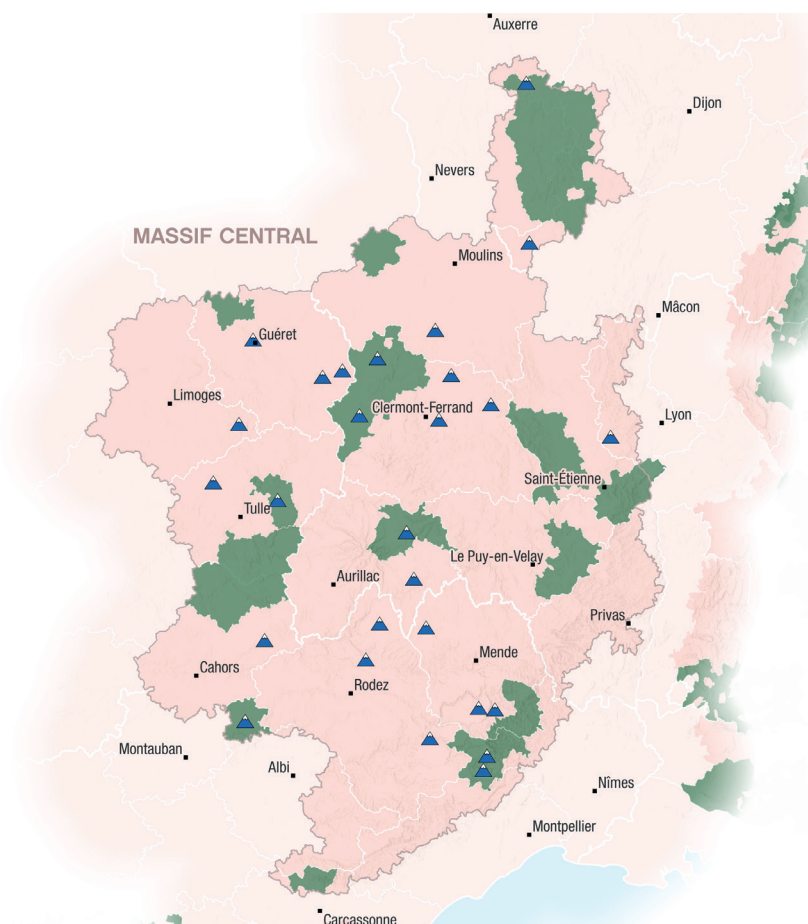 Auxerre
Dijon
Nevers
MASSIF CENTRAL
Moulins
Mâcon
Guéret
Limoges
Clermont-Ferrand
Lyon
Saint-Étienne
Tulle
Le Puy-en-Velay
Aurillac
Privas
Mende
Cahors
Rodez
Montauban
Albi
Nîmes
Montpellier
Carcassonne